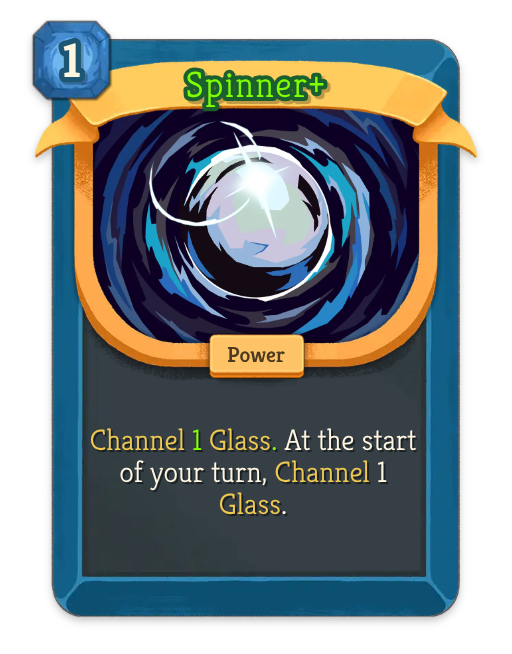 1
Spinner+
Power
Channel 1 Glass. At the start
of your turn, Channel 1
Glass.